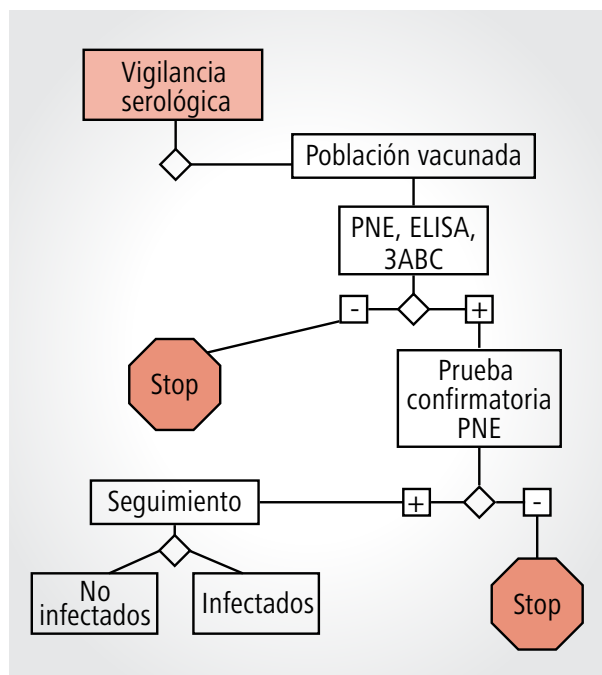 Vigilancia
serológica
Población vacunada
PNE, ELISA,
3ABC
-
+
Stop
Prueba
confirmatoria
PNE
Seguimiento
+
-
No
infectados
Infectados
Stop